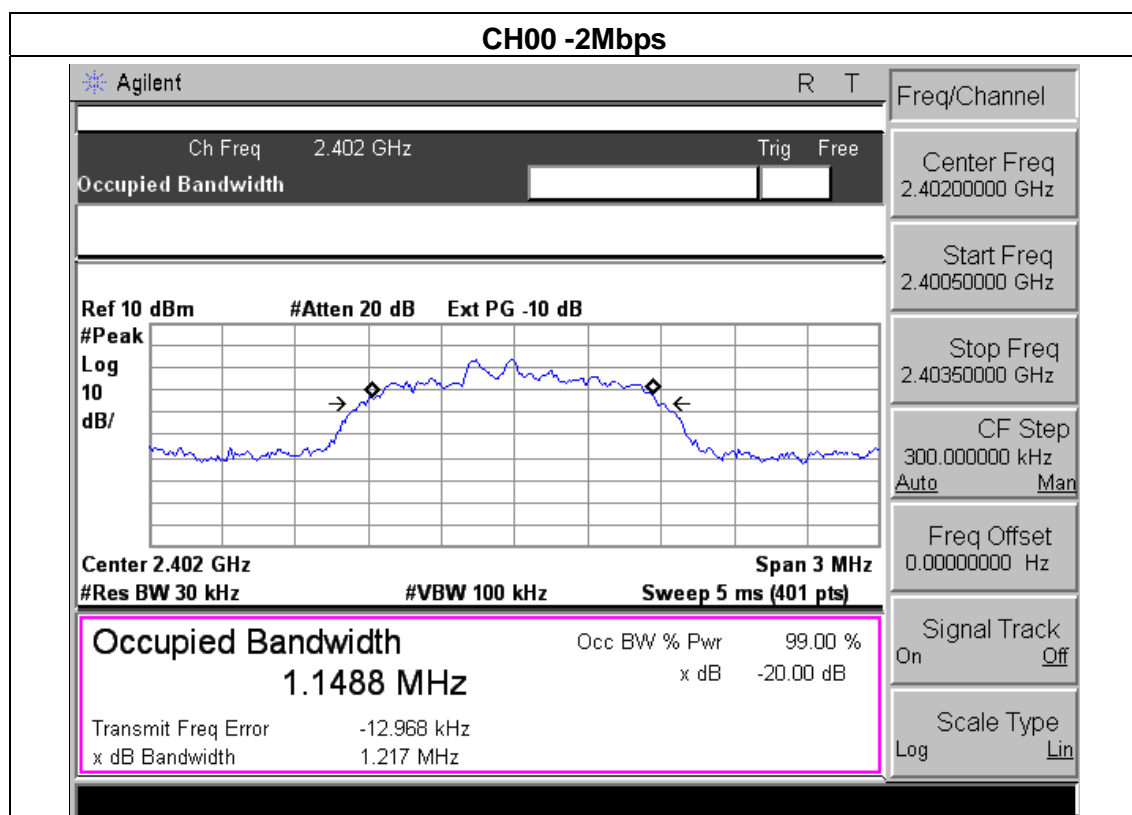 CH00 -2Mbps
Agilent R T
Freq/Channel
Ch Freq 2.402 GHz Trig Free
Occupied Bandwidth
Center Freq
2.40200000 GHz
Start Freq
2.40050000 GHz
Ref 10 dBm #Atten 20 dB Ext PG -10 dB
#Peak
Log
10
dB/
Stop Freq
2.40350000 GHz
CF Step
300.000000 kHz
Auto Man
Freq Offset
0.00000000 Hz
Center 2.402 GHz Span 3 MHz
#Res BW 30 kHz #VBW 100 kHz Sweep 5 ms (401 pts)
Occupied Bandwidth Occ BW % Pwr 99.00 %
1.1488 MHz x dB -20.00 dB
Transmit Freq Error -12.968 kHz
x dB Bandwidth 1.217 MHz
Signal Track
On Off
Scale Type
Log Lin